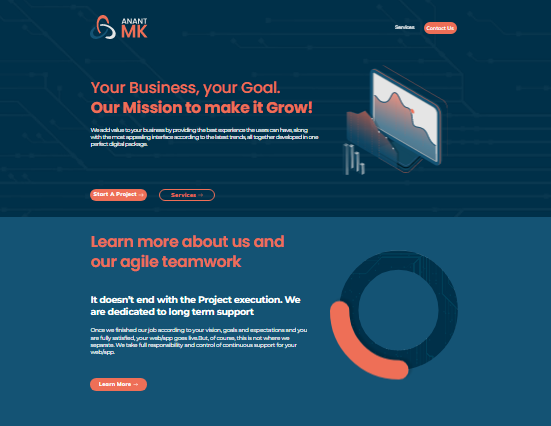 ANANT
MK
Services
Contact Us
Your Business, your Goal.
Our Mission to make it Grow!
We add value to your business by providing the best experience the users can have, along
with the most appealing interface according to the latest trends, all together developed in one
perfect digital package.
Start A Project →
Services →
Learn more about us and
our agile teamwork
It doesn't end with the Project execution. We
are dedicated to long term support
Once we finished our job according to your vision, goals and expectations and you
are fully satisfied, your web/app goes live.But, of course, this is not where we
separate. We take full responsibility and control of continuous support for your
web/app.
Learn More →